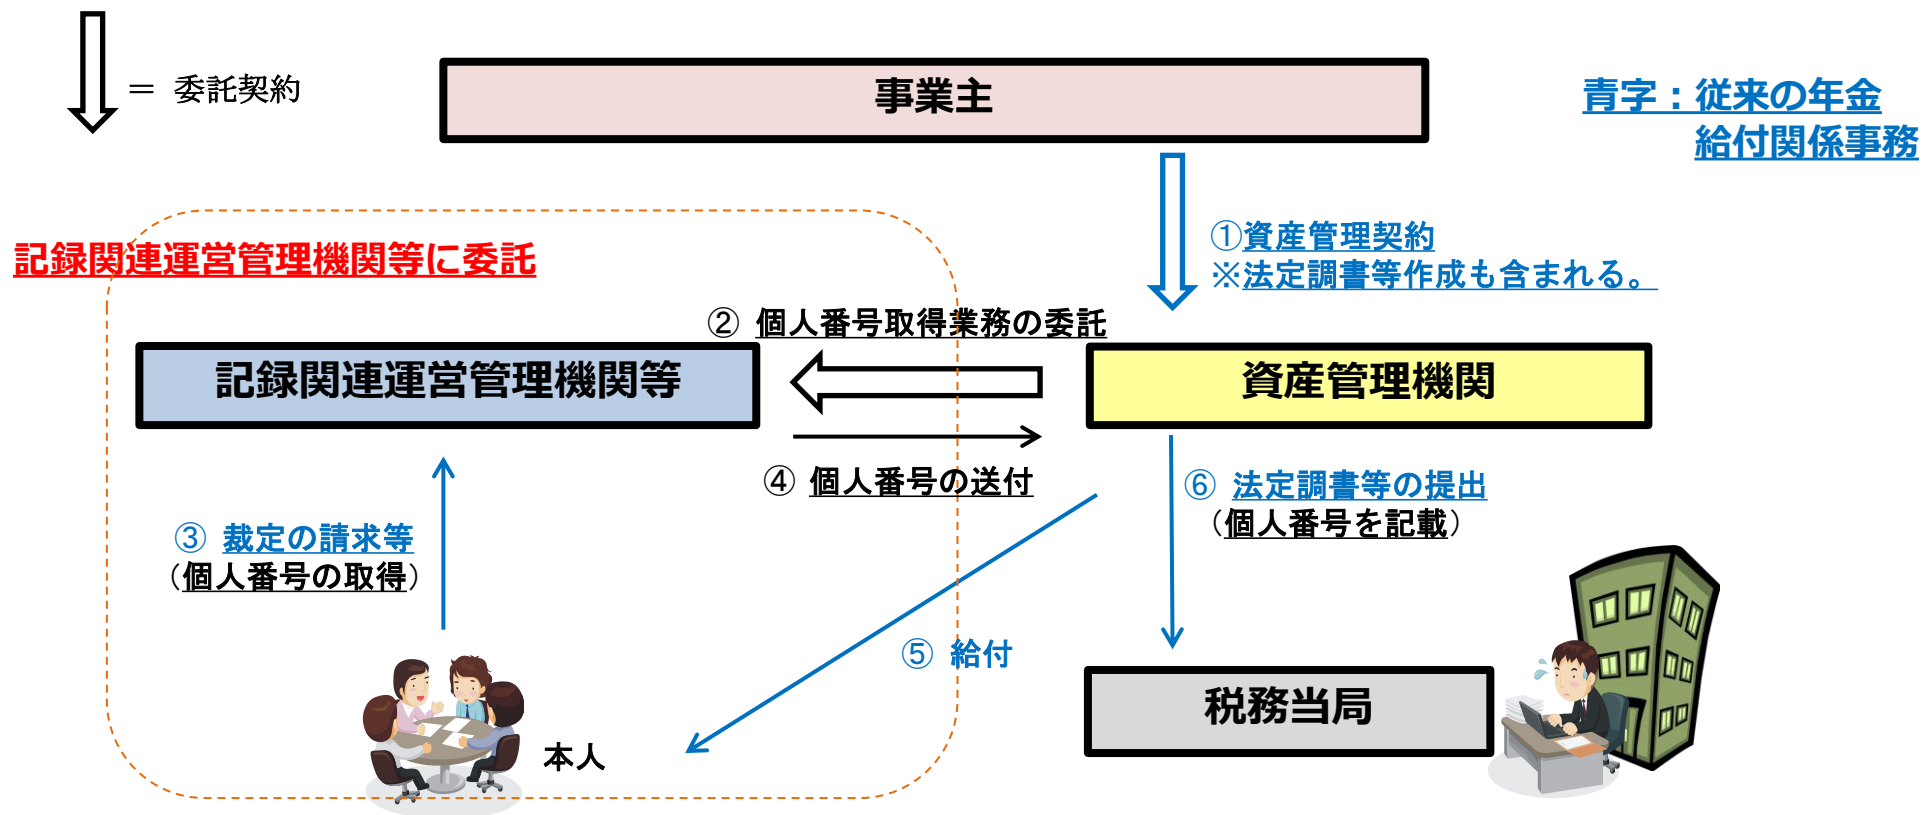 ＝ 委託契約
事業主
青字：従来の年金
給付関係事務
①資産管理契約
※法定調書等作成も含まれる。
記録関連運営管理機関等に委託
② 個人番号取得業務の委託
記録関連運営管理機関等
資産管理機関
④ 個人番号の送付
③ 裁定の請求等
（個人番号の取得）
⑥ 法定調書等の提出
（個人番号を記載）
⑤ 給付
税務当局
本人